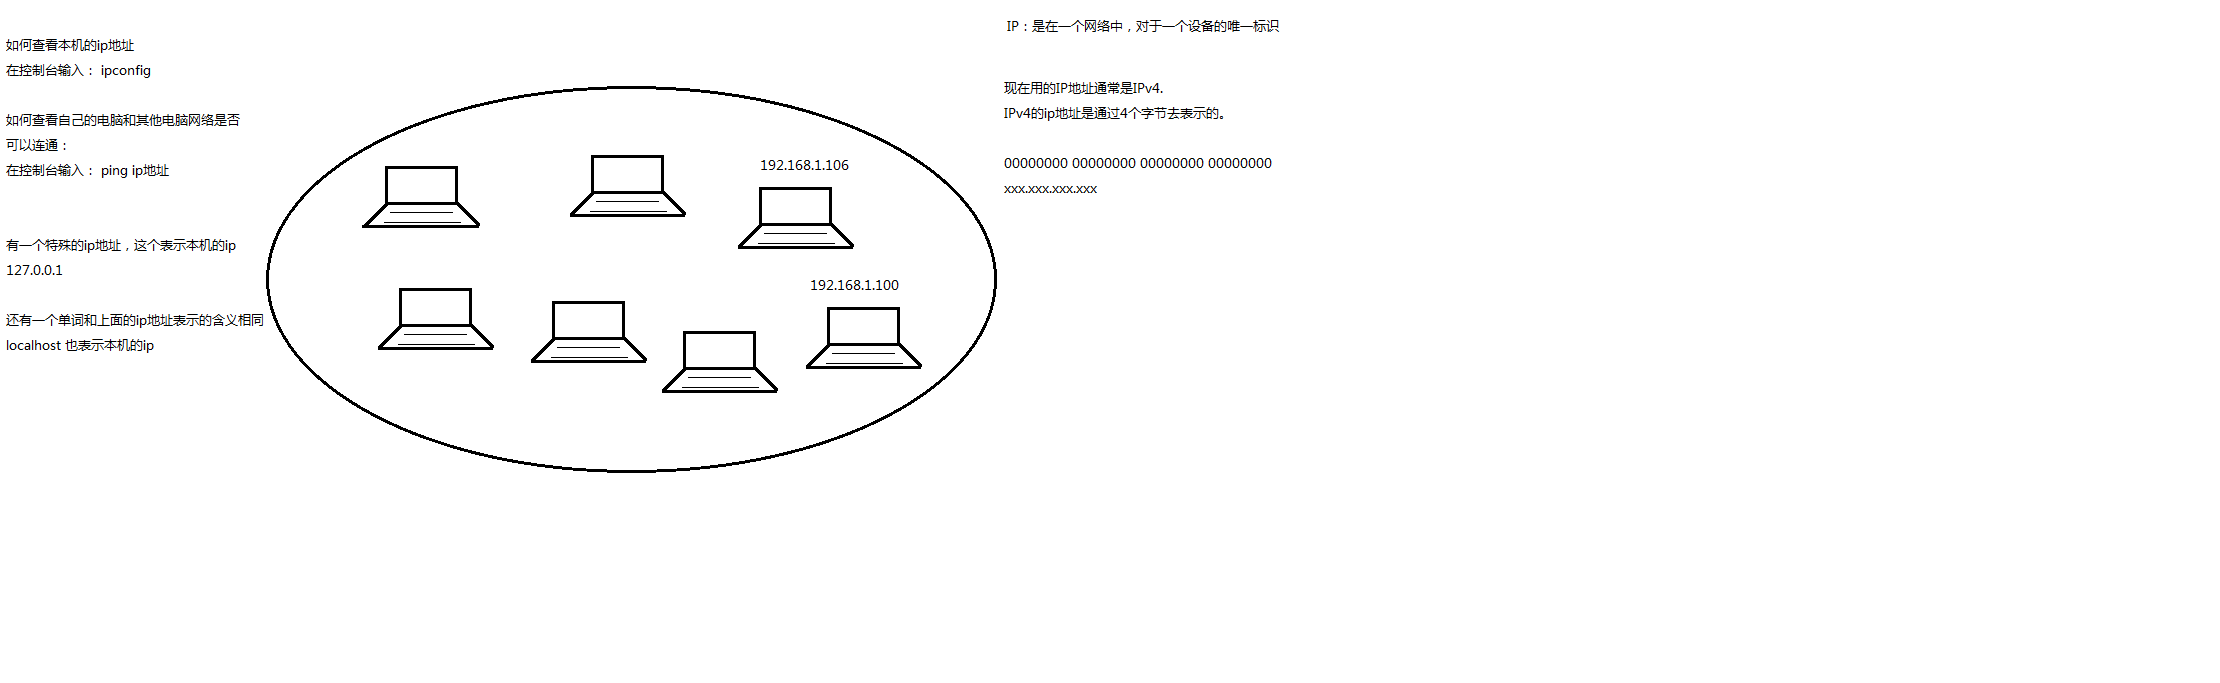 如何查看本机的ip地址
在控制台输入： ipconfig
如何查看自己的电脑和其他电脑网络是否
可以连通：
在控制台输入： ping ip地址
有一个特殊的ip地址，这个表示本机的ip
127.0.0.1
还有一个单词和上面的ip地址表示的含义相同
localhost 也表示本机的ip
192.168.1.106
192.168.1.100
IP：是在一个网络中，对于一个设备的唯一标识
现在用的IP地址通常是IPv4.
IPv4的ip地址是通过4个字节去表示的。
00000000 00000000 00000000 00000000
xxx.xxx.xxx.xxx